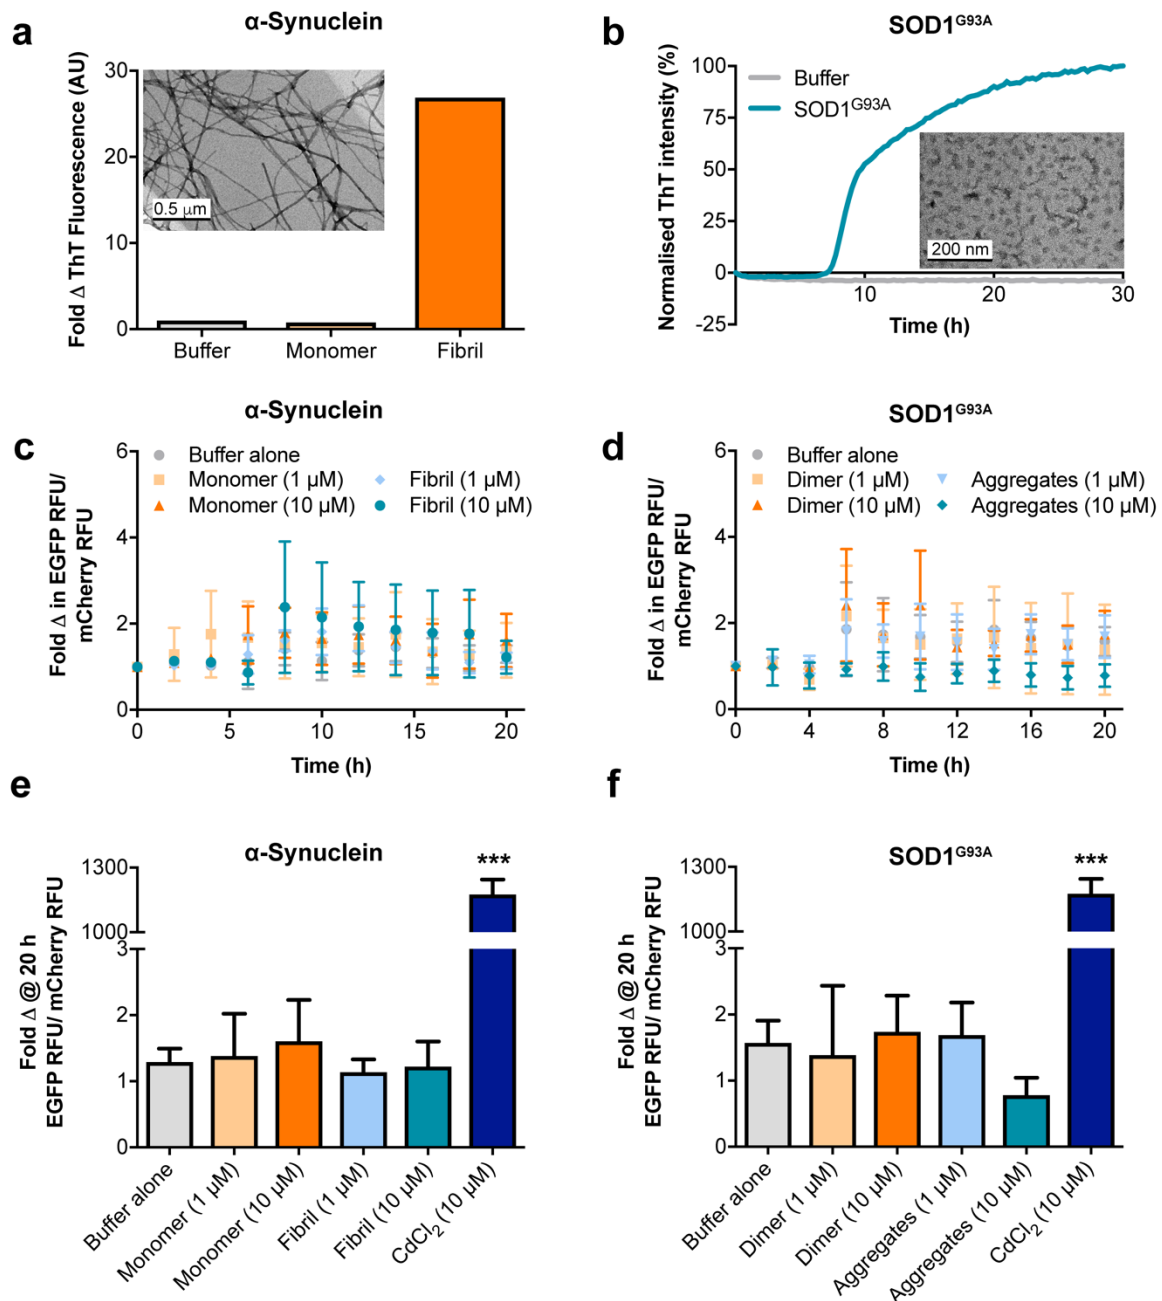 a
α-Synuclein
Fold Δ ThT Fluorescence (AU)
30
20
10
0
0.5 μm
Buffer
Monomer
Fibril
b
SOD1G93A
Normalised ThT intensity (%)
100
75
50
25
0
-25
Buffer
SOD1G93A
200 nm
10
20
30
Time (h)
c
α-Synuclein
Fold Δ in EGFP RFU/
mCherry RFU
6
4
2
0
Buffer alone
Monomer (1 μM)
Monomer (10 μM)
Fibril (1 μM)
Fibril (10 μM)
0
5
10
15
20
Time (h)
d
SOD1G93A
Fold Δ in EGFP RFU/
mCherry RFU
6
4
2
0
Buffer alone
Dimer (1 μM)
Dimer (10 μM)
Aggregates (1 μM)
Aggregates (10 μM)
0
4
8
12
16
20
Time (h)
e
α-Synuclein
Fold Δ @ 20 h
EGFP RFU/ mCherry RFU
1300
1000
3
2
1
0
***
Buffer alone
Monomer (1 μM)
Monomer (10 μM)
Fibril (1 μM)
Fibril (10 μM)
CdCl2 (10 μM)
f
SOD1G93A
Fold Δ @ 20 h
EGFP RFU/ mCherry RFU
1300
1000
3
2
1
0
***
Buffer alone
Dimer (1 μM)
Dimer (10 μM)
Aggregates (1 μM)
Aggregates (10 μM)
CdCl2 (10 μM)